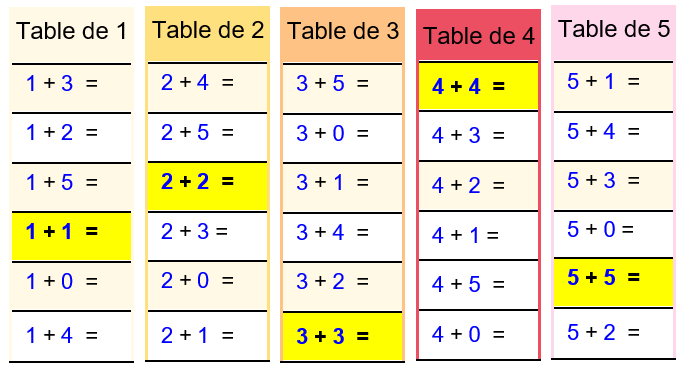 Table de 1
1 + 3 =
1 + 2 =
1 + 5 =
1 + 1 =
1 + 0 =
1 + 4 =
Table de 2
2 + 4 =
2 + 5 =
2 + 2 =
2 + 3 =
2 + 0 =
2 + 1 =
Table de 3
3 + 5 =
3 + 0 =
3 + 1 =
3 + 4 =
3 + 2 =
3 + 3 =
Table de 4
4 + 4 =
4 + 3 =
4 + 2 =
4 + 1 =
4 + 5 =
4 + 0 =
Table de 5
5 + 1 =
5 + 4 =
5 + 3 =
5 + 0 =
5 + 5 =
5 + 2 =